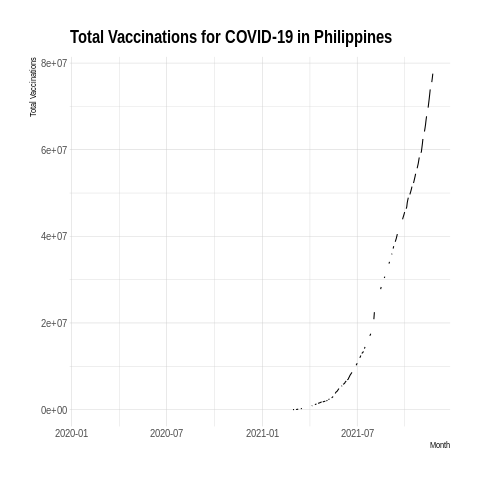 Total Vaccinations for COVID-19 in Philippines
Total Vaccinations
8e+07
6e+07
4e+07
2e+07
0e+00
2020-01 2020-07 2021-01 2021-07
Month